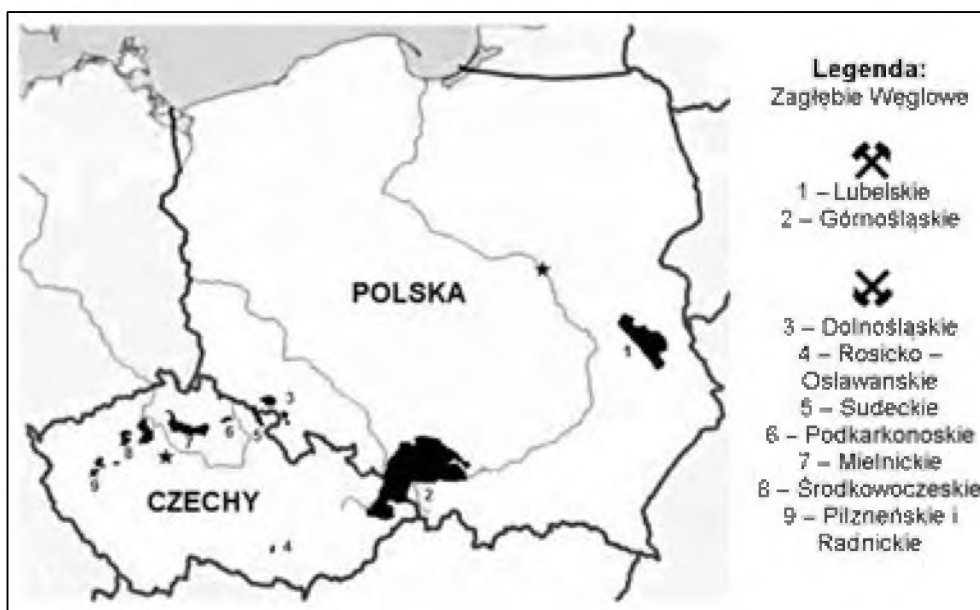 POLSKA
CZECHY
1
2
3
4
5
6
7
8
9
Legenda:
Zagłębie Węglowe
1 – Lubelskie
2 – Górnośląskie
3 – Dolnośląskie
4 – Rosicko –
Oslawanskie
5 – Sudeckie
6 – Podkarkonoskie
7 – Mielnickie
8 – Środkowoczeskie
9 – Pilzneńskie i
Radnickie